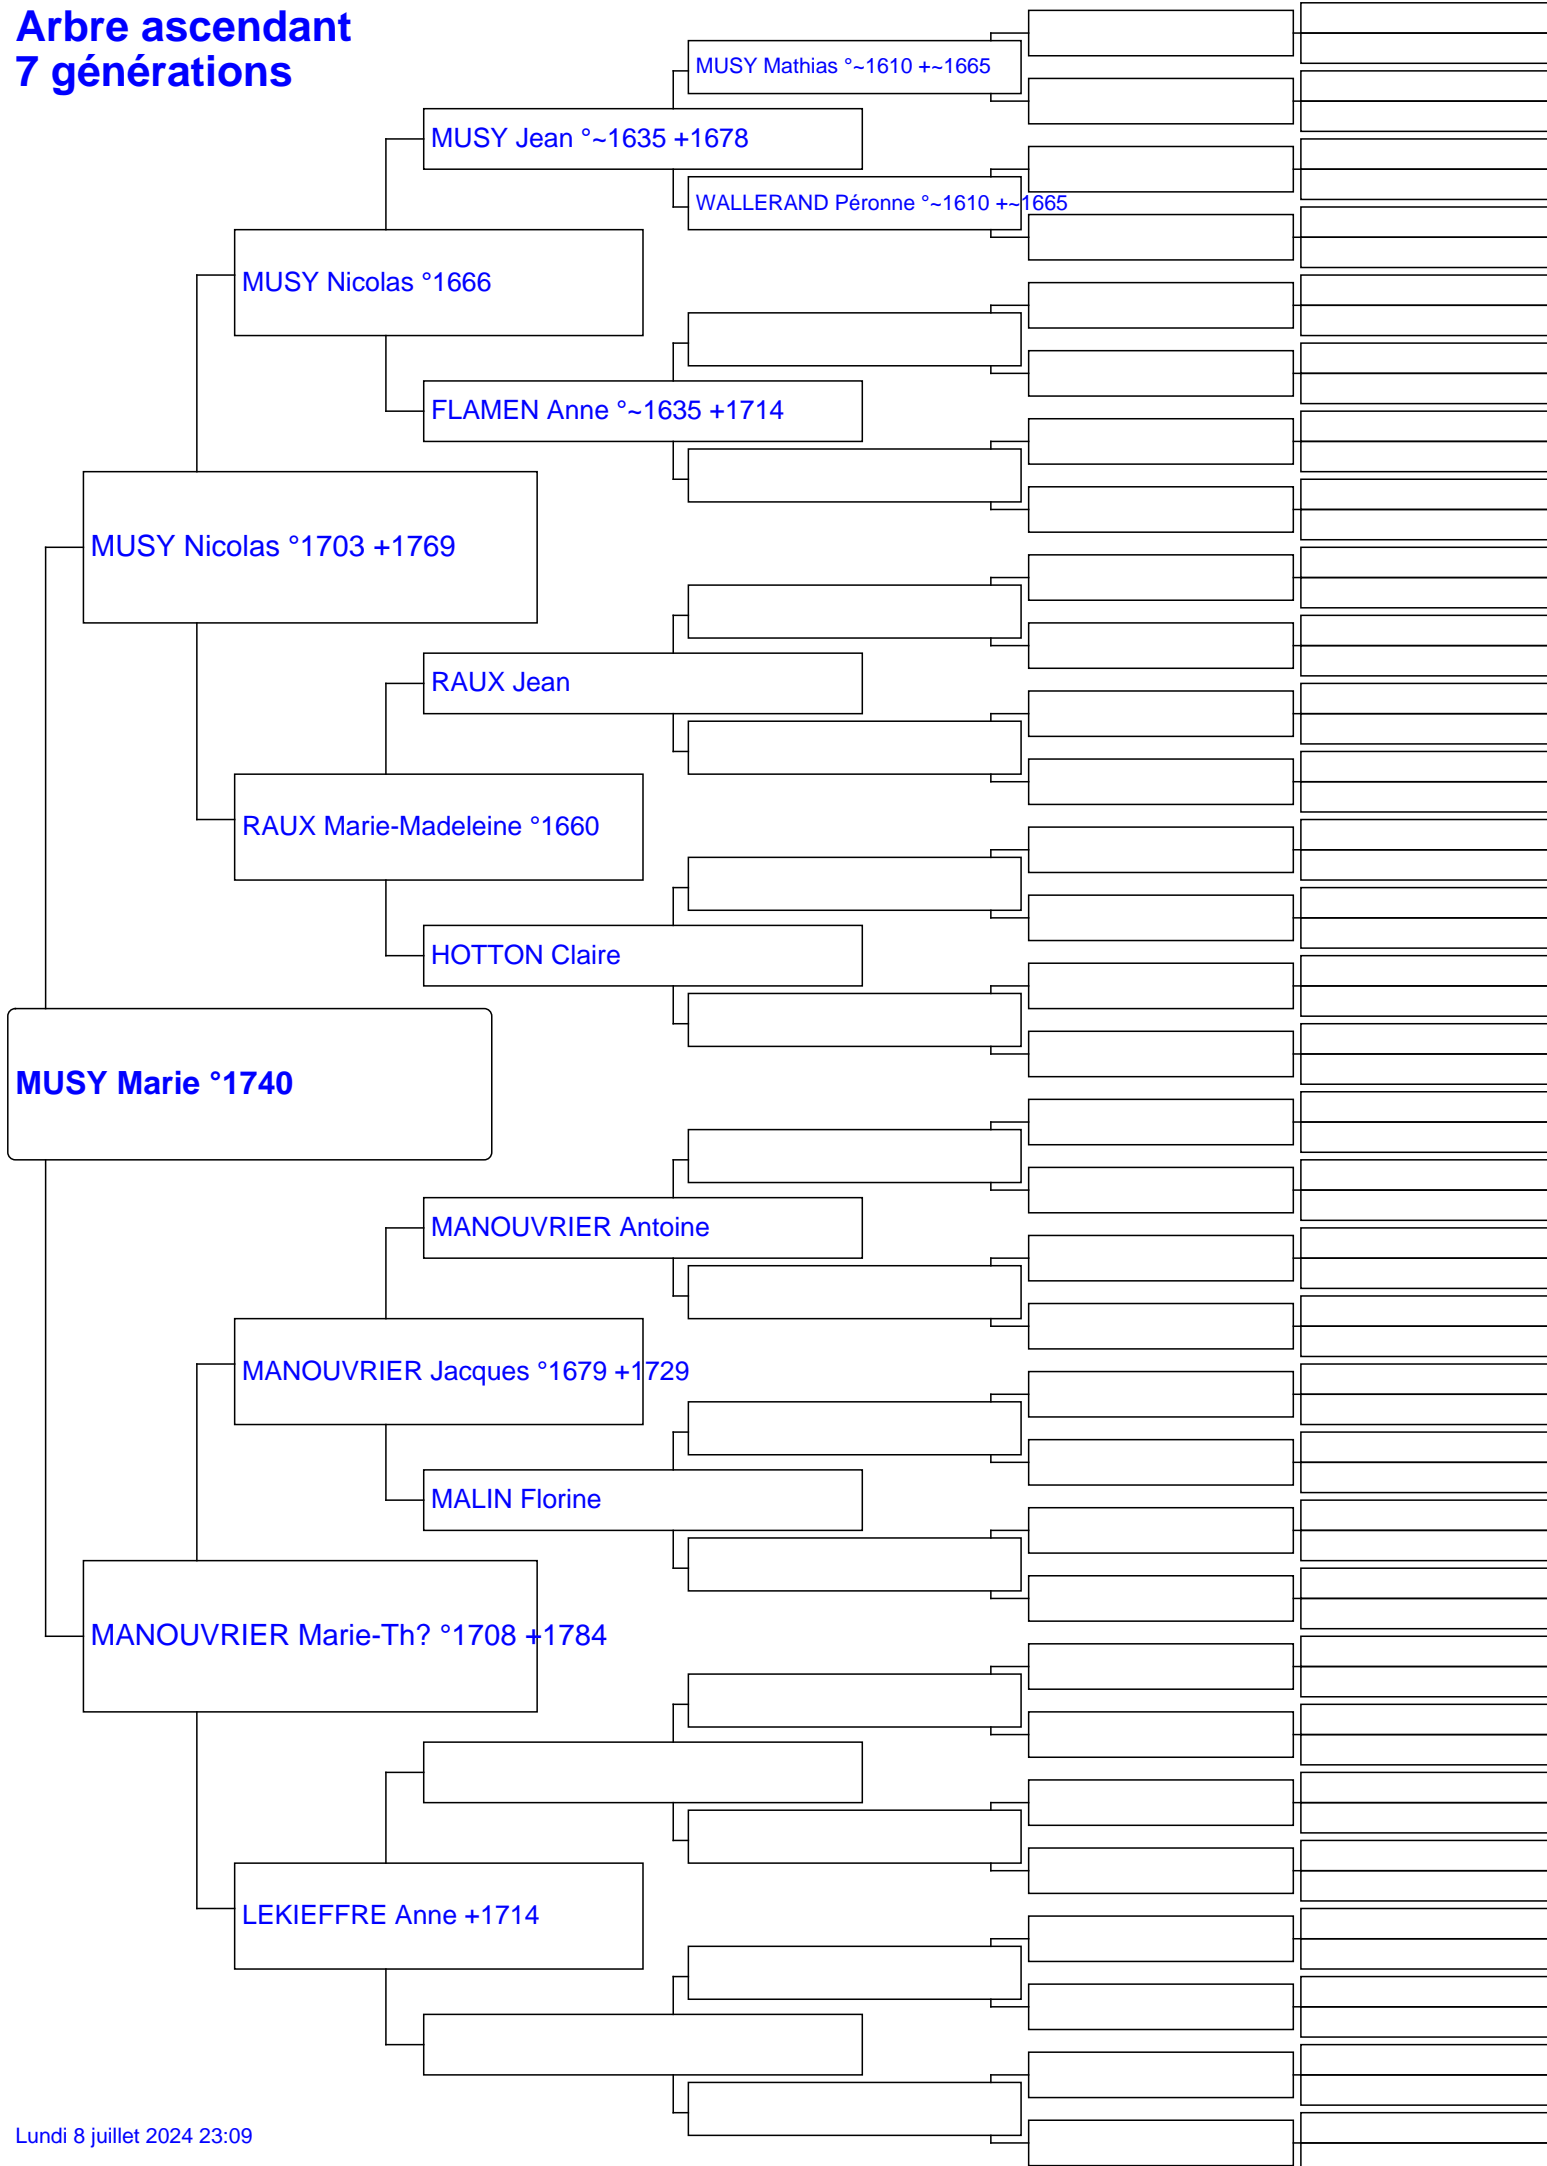 Arbre ascendant
7 générations
MUSY Mathias °~1610 +~1665
MUSY Jean °~1635 +1678
WALLERAND Péronne °~1610 +~1665
MUSY Nicolas °1666
FLAMEN Anne °~1635 +1714
MUSY Nicolas °1703 +1769
RAUX Jean
RAUX Marie-Madeleine °1660
HOTTON Claire
MUSY Marie °1740
MANOUVRIER Antoine
MANOUVRIER Jacques °1679 +1729
MALIN Florine
MANOUVRIER Marie-Th? °1708 +1784
LEKIEFFRE Anne +1714
Lundi 8 juillet 2024 23:09